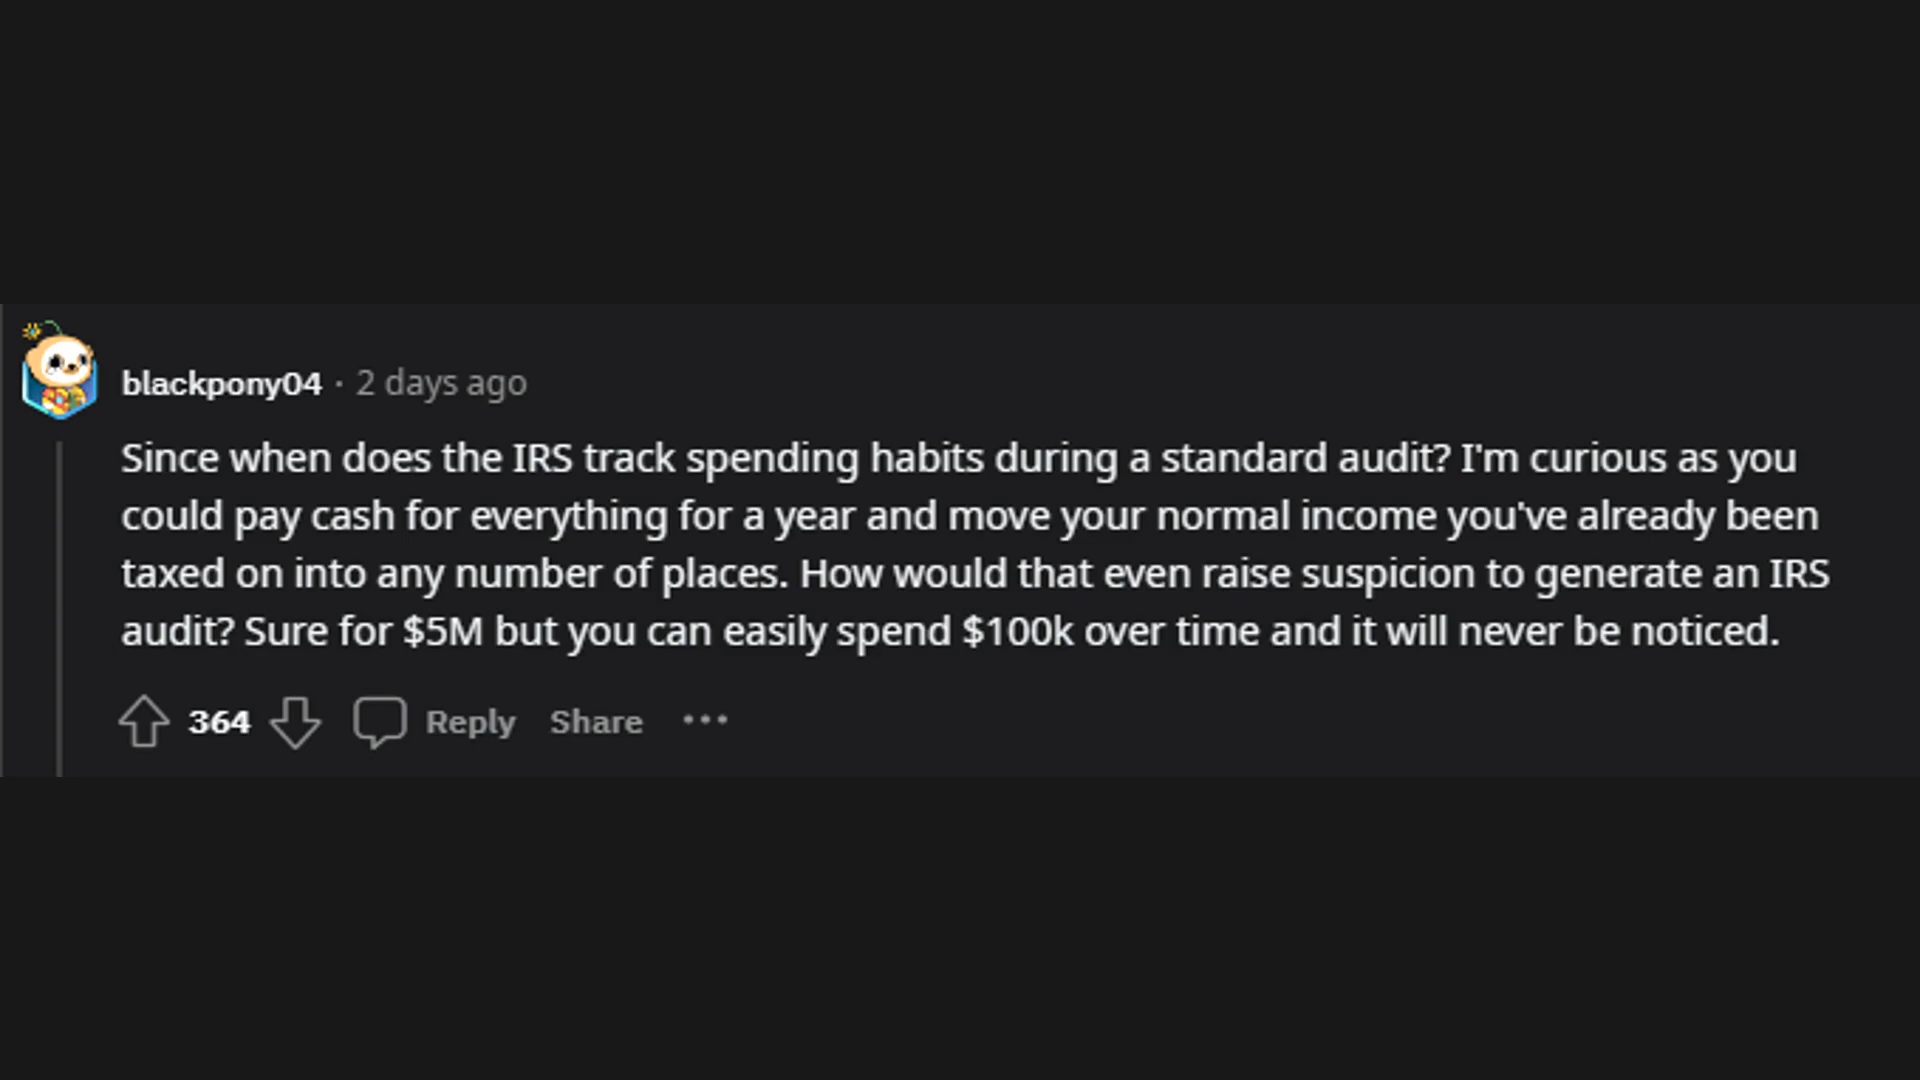 blackpony04 · 2 days ago
Since when does the IRS track spending habits during a standard audit? I'm curious as you
could pay cash for everything for a year and move your normal income you've already been
taxed on into any number of places. How would that even raise suspicion to generate an IRS
audit? Sure for $5M but you can easily spend $100k over time and it will never be noticed.
364 Reply Share ···